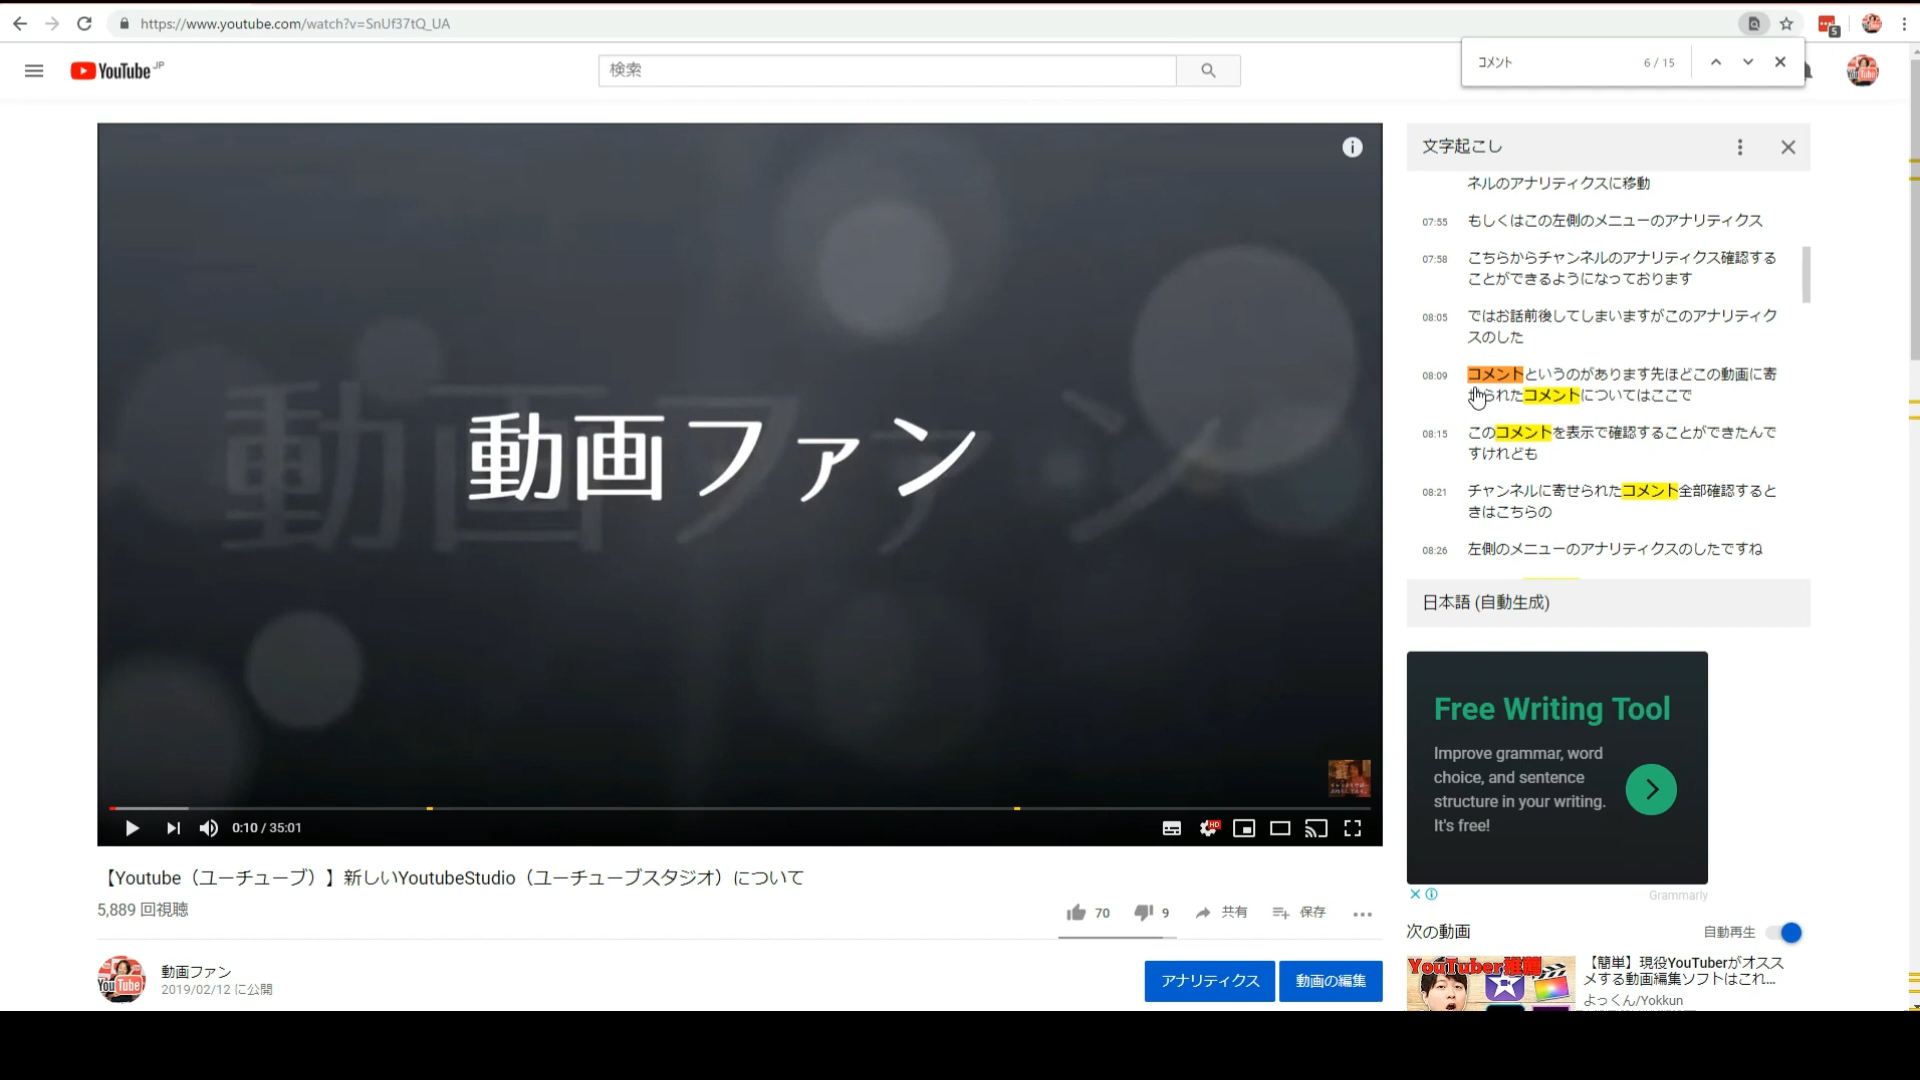 https://www.youtube.com/watch?v=SnUf37tQ_UA
5
YouTube JP
検索
コメント 6 / 15
動画ファン
文字起こし
ネルのアナリティクスに移動
07:55 もしくはこの左側のメニューのアナリティクス
07:58 こちらからチャンネルのアナリティクス確認する
ことができるようになっております
08:05 ではお話前後してしまいますがこのアナリティク
スのした
08:09 コメントというのがあります先ほどこの動画に寄
られたコメントについてはここで
08:15 このコメントを表示で確認することができたんで
すけれども
08:21 チャンネルに寄せられたコメント全部確認すると
きはこちらの
08:26 左側のメニューのアナリティクスのしたですね
日本語 (自動生成)
Free Writing Tool
Improve grammar, word
choice, and sentence
structure in your writing.
It's free!
Grammarly
0:10 / 35:01
HD
【Youtube（ユーチューブ）】新しいYoutubeStudio（ユーチューブスタジオ）について
5,889 回視聴
70 9 共有 保存
動画ファン
2019/02/12 に公開
アナリティクス 動画の編集
次の動画 自動再生
YouTuber推薦
【簡単】現役YouTuberがオスス
メする動画編集ソフトはこれ...
よっくん/Yokkun